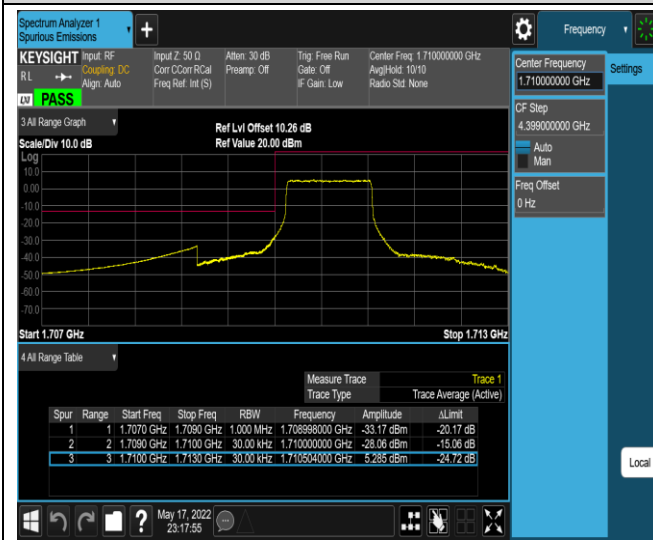 Spectrum Analyzer 1
Spurious Emissions
Frequency
KEYSIGHT Input: RF Input Z: 50 Ω Atten: 30 dB Trig: Free Run Center Freq: 1.710000000 GHz
RL Coupling: DC Corr CCorr RCal Preamp: Off Gate: Off Avg|Hold: 10/10
Align: Auto Freq Ref: Int (S) IF Gain: Low Radio Std: None
LXI PASS
Center Frequency
1.710000000 GHz
Settings
CF Step
4.399000000 GHz
Auto
Man
Freq Offset
0 Hz
3 All Range Graph
Ref Lvl Offset 10.26 dB
Scale/Div 10.0 dB Ref Value 20.00 dBm
Log
10.0
0.00
-10.0
-20.0
-30.0
-40.0
-50.0
-60.0
-70.0
Start 1.707 GHz Stop 1.713 GHz
4 All Range Table
Measure Trace Trace 1
Trace Type Trace Average (Active)
Spur Range Start Freq Stop Freq RBW Frequency Amplitude ΔLimit
1 1 1.7070 GHz 1.7090 GHz 1.000 MHz 1.708998000 GHz -33.17 dBm -20.17 dB
2 2 1.7090 GHz 1.7100 GHz 30.00 kHz 1.710000000 GHz -28.06 dBm -15.06 dB
3 3 1.7100 GHz 1.7130 GHz 30.00 kHz 1.710504000 GHz 5.285 dBm -24.72 dB
Local
May 17, 2022
23:17:55